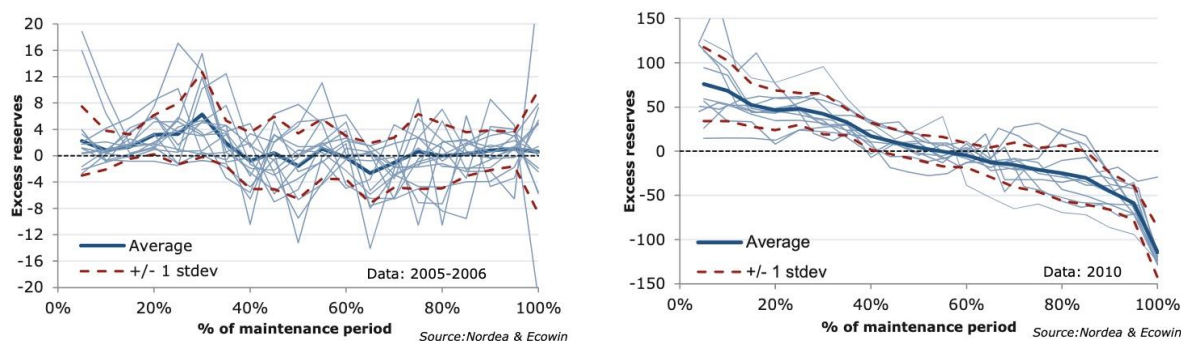 20
16
12
8
4
0
-4
-8
-12
-16
-20
Excess reserves
Average
+/- 1 stdev
Data: 2005-2006
0% 20% 40% 60% 80% 100%
% of maintenance period
Source:Nordea & Ecowin
150
100
50
0
-50
-100
-150
Excess reserves
Average
+/- 1 stdev
Data: 2010
0% 20% 40% 60% 80% 100%
% of maintenance period
Source:Nordea & Ecowin